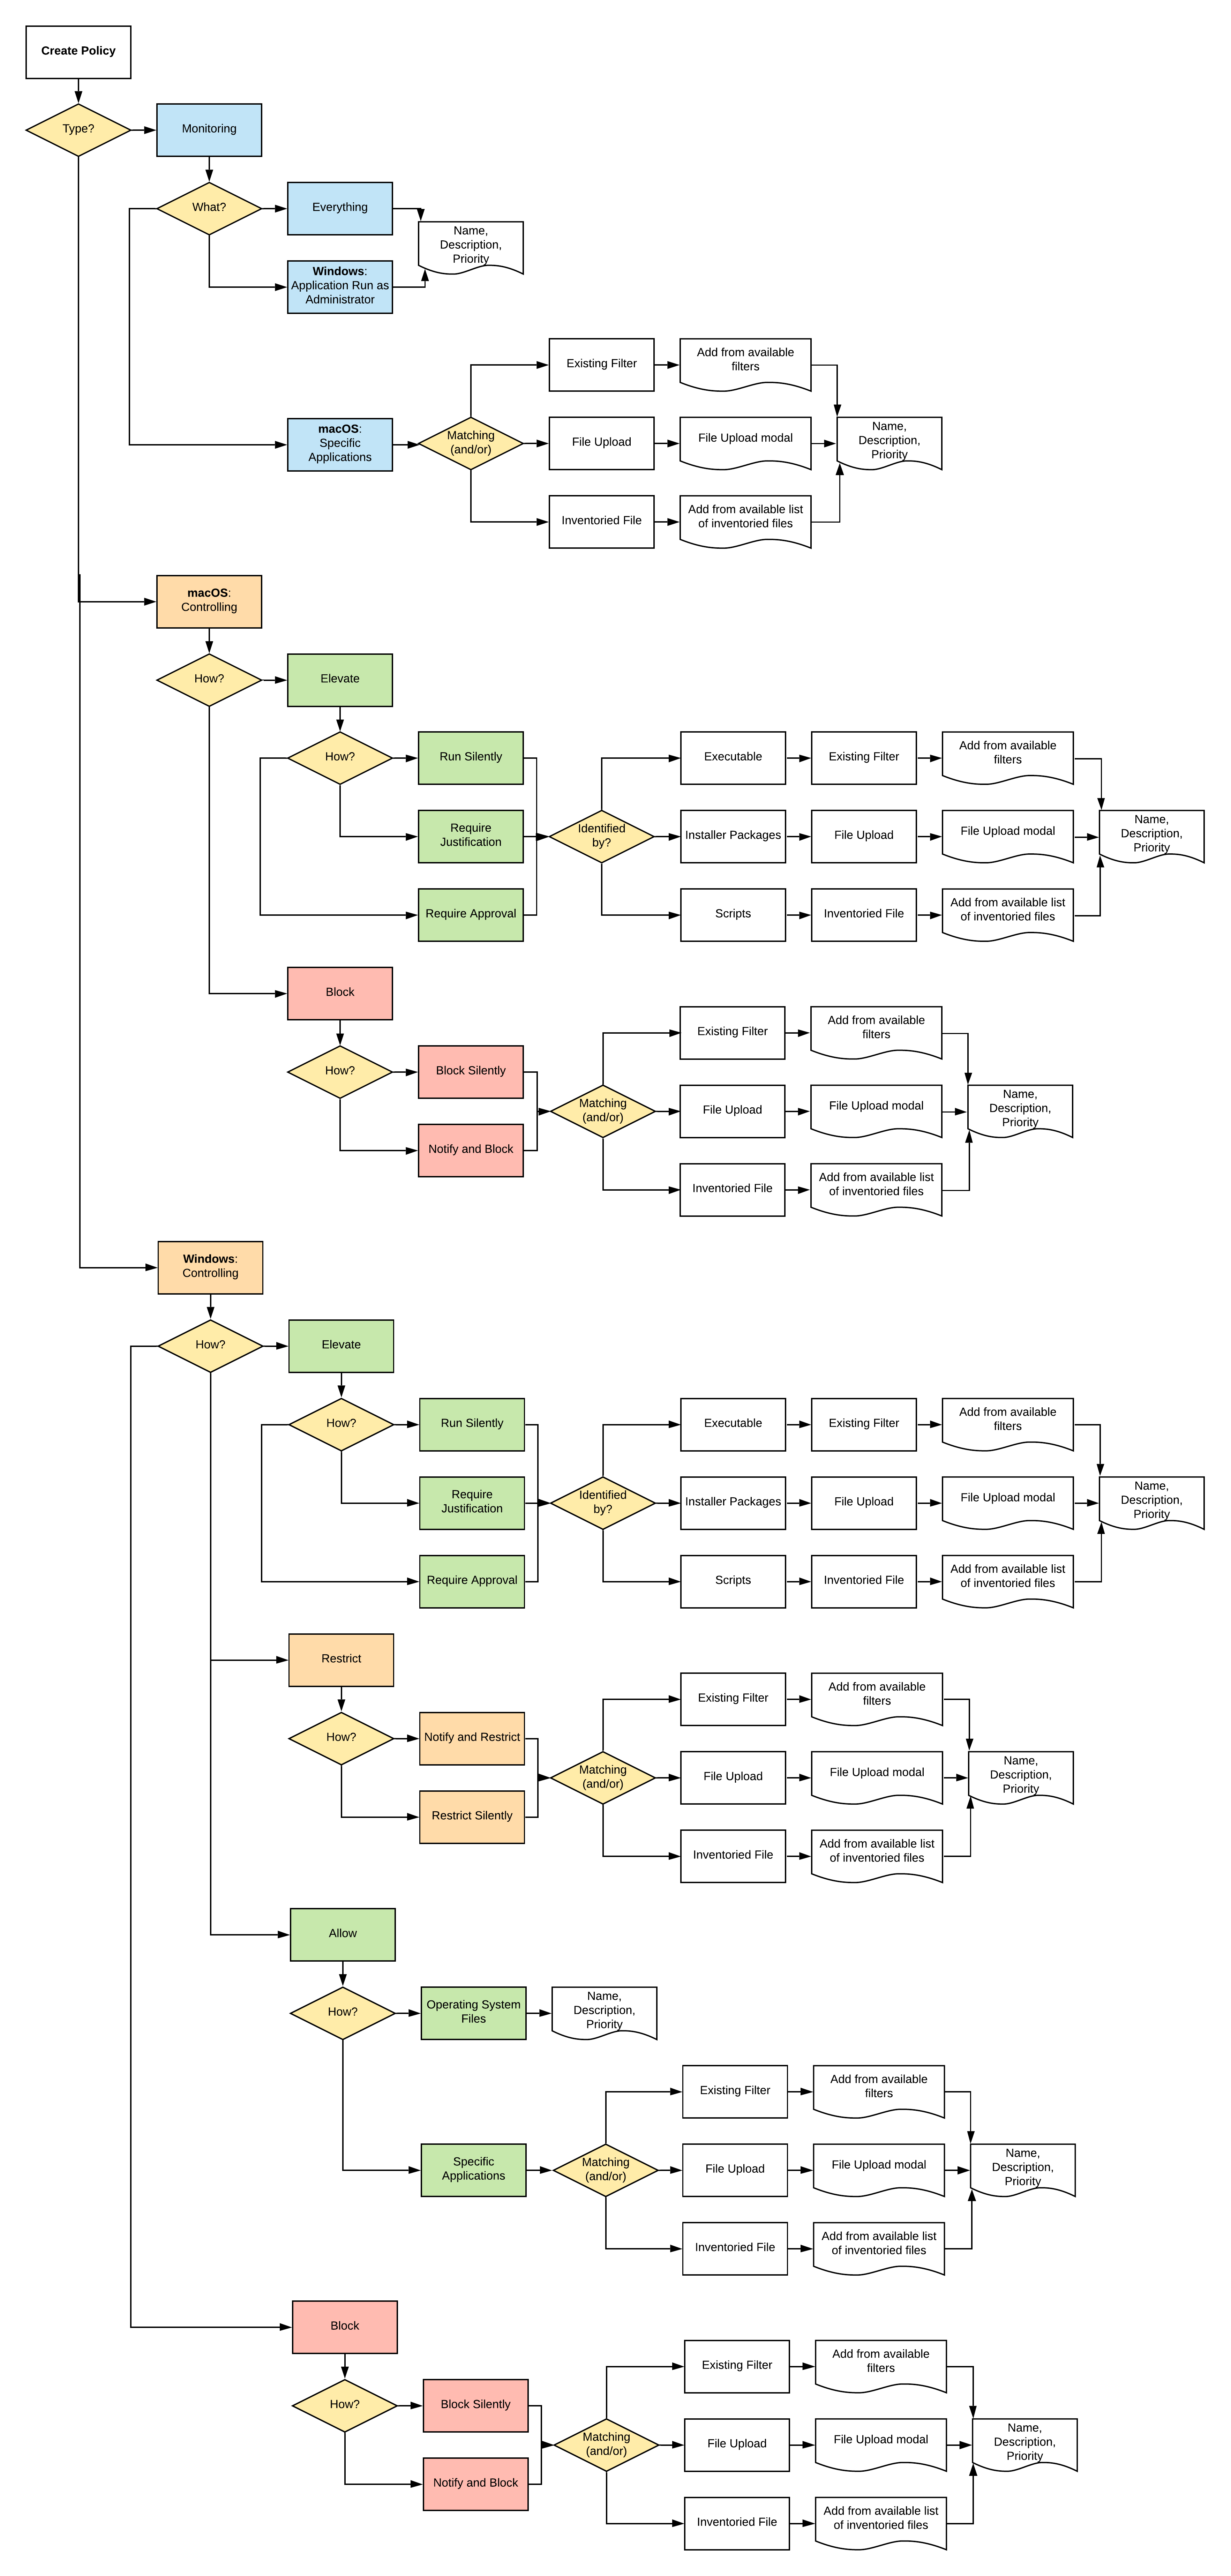 Create Policy
Type?
Monitoring
What?
Everything
Name,
Description,
Priority
Windows:
Application Run as
Administrator
Existing Filter
Add from available
filters
macOS:
Specific
Applications
Matching
(and/or)
File Upload
File Upload modal
Name,
Description,
Priority
Inventoried File
Add from available list
of inventoried files
macOS:
Controlling
How?
Elevate
How?
Run Silently
Executable
Existing Filter
Add from available
filters
Require
Justification
Identified
by?
Installer Packages
File Upload
File Upload modal
Name,
Description,
Priority
Require Approval
Scripts
Inventoried File
Add from available list
of inventoried files
Block
Existing Filter
Add from available
filters
How?
Block Silently
Matching
(and/or)
File Upload
File Upload modal
Name,
Description,
Priority
Notify and Block
Inventoried File
Add from available list
of inventoried files
Windows:
Controlling
How?
Elevate
How?
Run Silently
Executable
Existing Filter
Add from available
filters
Require
Justification
Identified
by?
Installer Packages
File Upload
File Upload modal
Name,
Description,
Priority
Require Approval
Scripts
Inventoried File
Add from available list
of inventoried files
Restrict
Existing Filter
Add from available
filters
How?
Notify and Restrict
Matching
(and/or)
File Upload
File Upload modal
Name,
Description,
Priority
Restrict Silently
Inventoried File
Add from available list
of inventoried files
Allow
How?
Operating System
Files
Name,
Description,
Priority
Existing Filter
Add from available
filters
Specific
Applications
Matching
(and/or)
File Upload
File Upload modal
Name,
Description,
Priority
Inventoried File
Add from available list
of inventoried files
Block
Existing Filter
Add from available
filters
How?
Block Silently
Matching
(and/or)
File Upload
File Upload modal
Name,
Description,
Priority
Notify and Block
Inventoried File
Add from available list
of inventoried files